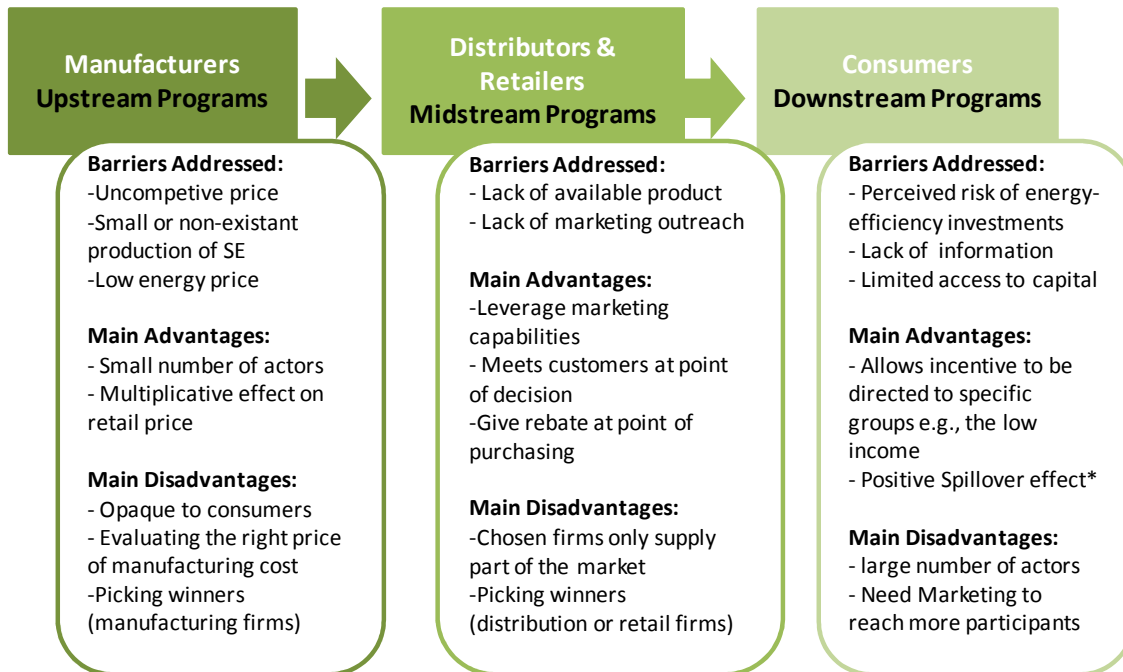 Manufacturers
Upstream Programs
Barriers Addressed:
-Uncompetive price
-Small or non-existant
production of SE
-Low energy price
Main Advantages:
- Small number of actors
- Multiplicative effect on
retail price
Main Disadvantages:
- Opaque to consumers
- Evaluating the right price
of manufacturing cost
-Picking winners
(manufacturing firms)
Distributors &
Retailers
Midstream Programs
Barriers Addressed:
- Lack of available product
- Lack of marketing outreach
Main Advantages:
-Leverage marketing
capabilities
- Meets customers at point
of decision
-Give rebate at point of
purchasing
Main Disadvantages:
-Chosen firms only supply
part of the market
-Picking winners
(distribution or retail firms)
Consumers
Downstream Programs
Barriers Addressed:
- Perceived risk of energy-
efficiency investments
- Lack of information
- Limited access to capital
Main Advantages:
- Allows incentive to be
directed to specific
groups e.g., the low
income
- Positive Spillover effect*
Main Disadvantages:
- large number of actors
- Need Marketing to
reach more participants